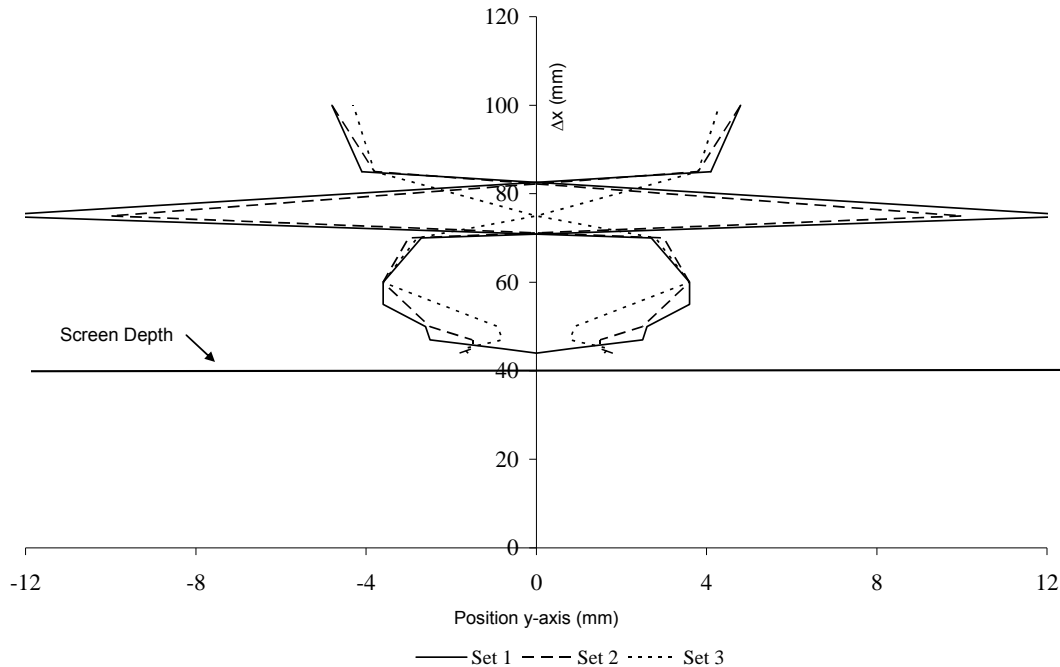 120
Δx (mm)
100
80
60
Screen Depth
40
20
0
-12 -8 -4 0 4 8 12
Position y-axis (mm)
Set 1 Set 2 Set 3